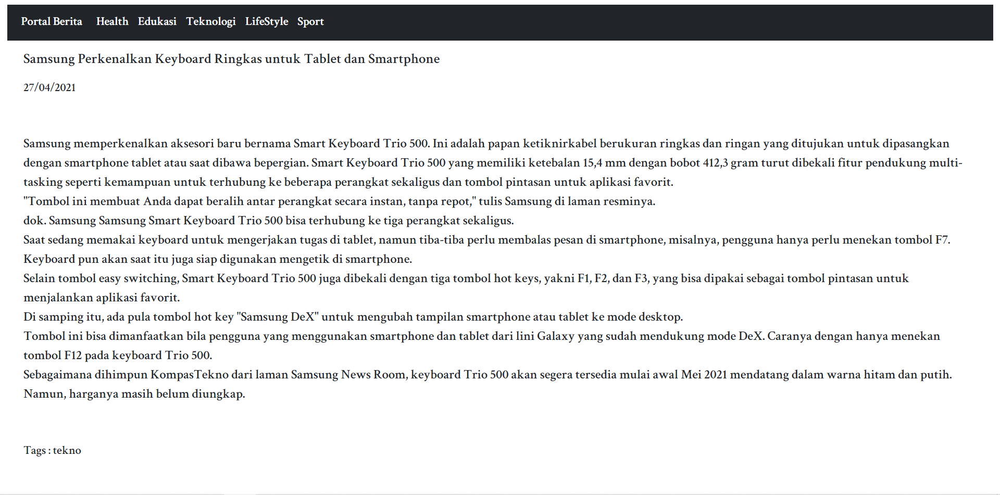 Portal Berita Health Edukasi Teknologi LifeStyle Sport
Samsung Perkenalkan Keyboard Ringkas untuk Tablet dan Smartphone
27/04/2021
Samsung memperkenalkan aksesori baru bernama Smart Keyboard Trio 500. Ini adalah papan ketiknirkabel berukuran ringkas dan ringan yang ditujukan untuk dipasangkan
dengan smartphone tablet atau saat dibawa bepergian. Smart Keyboard Trio 500 yang memiliki ketebalan 15,4 mm dengan bobot 412,3 gram turut dibekali fitur pendukung multi-
tasking seperti kemampuan untuk terhubung ke beberapa perangkat sekaligus dan tombol pintasan untuk aplikasi favorit.
"Tombol ini membuat Anda dapat beralih antar perangkat secara instan, tanpa repot," tulis Samsung di laman resminya.
dok. Samsung Samsung Smart Keyboard Trio 500 bisa terhubung ke tiga perangkat sekaligus.
Saat sedang memakai keyboard untuk mengerjakan tugas di tablet, namun tiba-tiba perlu membalas pesan di smartphone, misalnya, pengguna hanya perlu menekan tombol F7.
Keyboard pun akan saat itu juga siap digunakan mengetik di smartphone.
Selain tombol easy switching, Smart Keyboard Trio 500 juga dibekali dengan tiga tombol hot keys, yakni F1, F2, dan F3, yang bisa dipakai sebagai tombol pintasan untuk
menjalankan aplikasi favorit.
Di samping itu, ada pula tombol hot key "Samsung DeX" untuk mengubah tampilan smartphone atau tablet ke mode desktop.
Tombol ini bisa dimanfaatkan bila pengguna yang menggunakan smartphone dan tablet dari lini Galaxy yang sudah mendukung mode DeX. Caranya dengan hanya menekan
tombol F12 pada keyboard Trio 500.
Sebagaimana dihimpun KompasTekno dari laman Samsung News Room, keyboard Trio 500 akan segera tersedia mulai awal Mei 2021 mendatang dalam warna hitam dan putih.
Namun, harganya masih belum diungkap.
Tags : tekno